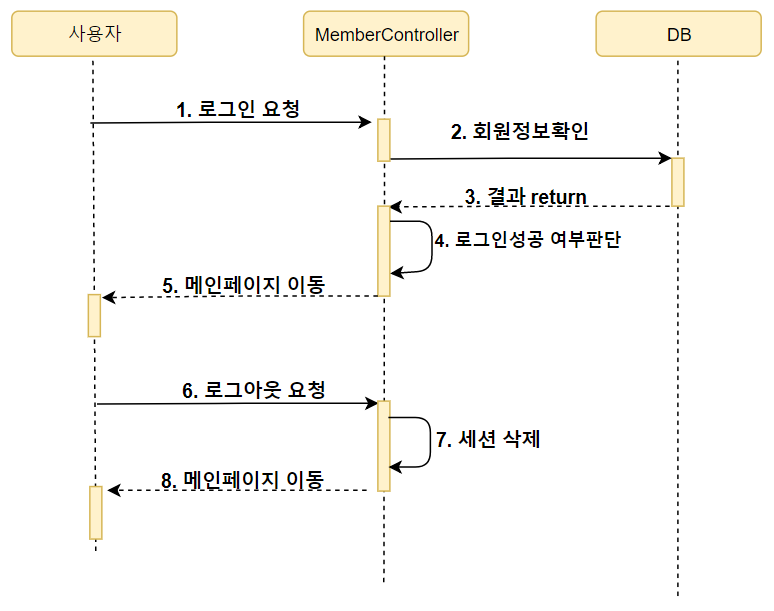 사용자
MemberController
DB
1. 로그인 요청
2. 회원정보확인
3. 결과 return
4. 로그인성공 여부판단
5. 메인페이지 이동
6. 로그아웃 요청
7. 세션 삭제
8. 메인페이지 이동